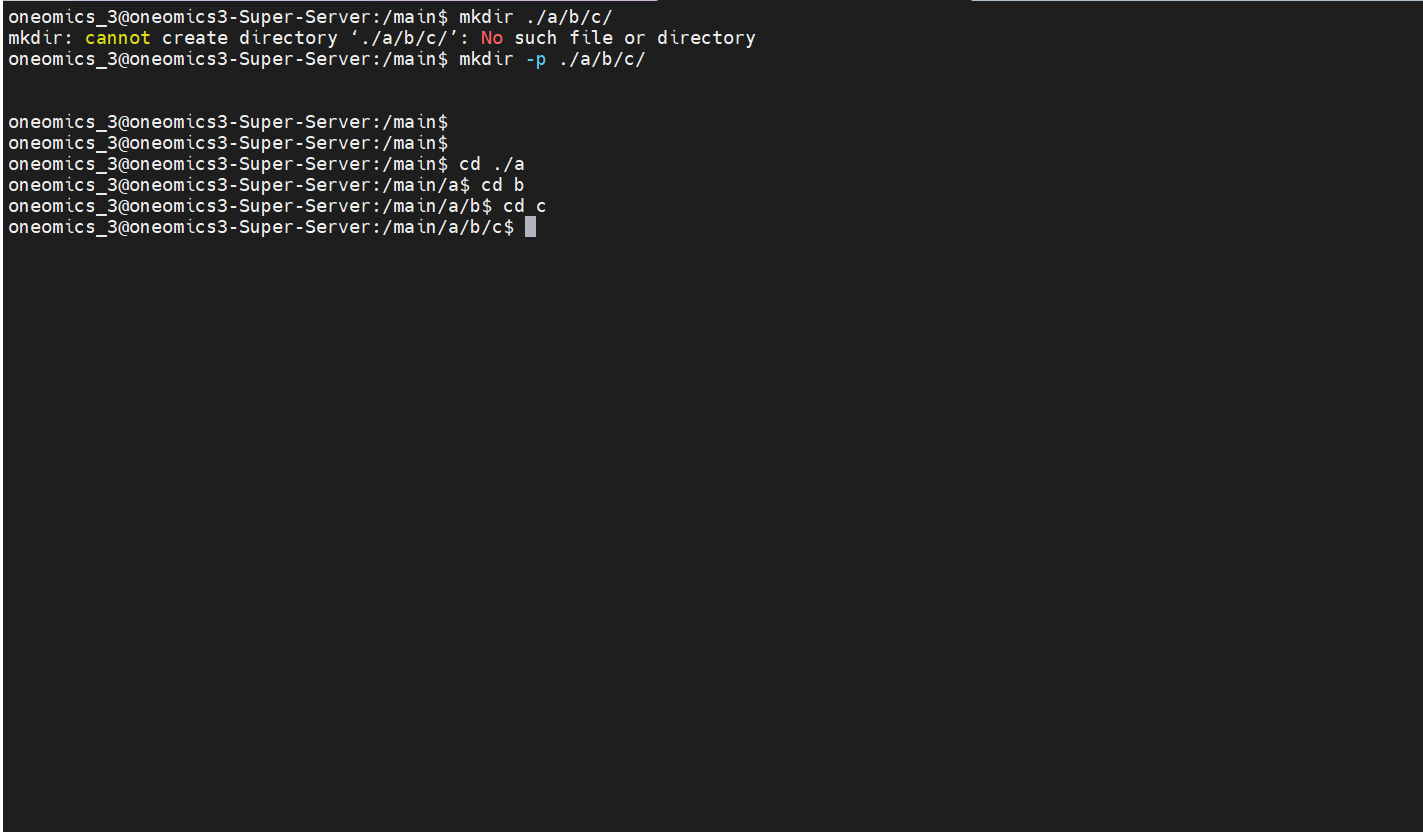 oneomics_3@oneomics3-Super-Server:/main$ mkdir ./a/b/c/
mkdir: cannot create directory ‘./a/b/c/’: No such file or directory
oneomics_3@oneomics3-Super-Server:/main$ mkdir -p ./a/b/c/
oneomics_3@oneomics3-Super-Server:/main$
oneomics_3@oneomics3-Super-Server:/main$
oneomics_3@oneomics3-Super-Server:/main$ cd ./a
oneomics_3@oneomics3-Super-Server:/main/a$ cd b
oneomics_3@oneomics3-Super-Server:/main/a/b$ cd c
oneomics_3@oneomics3-Super-Server:/main/a/b/c$